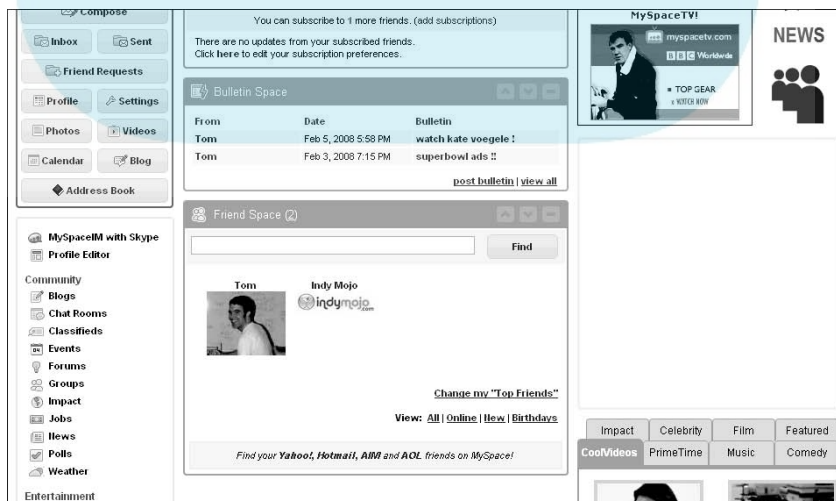 Compose
Inbox
Sent
Friend Requests
Profile
Settings
Photos
Videos
Calendar
Blog
Address Book
MySpaceIM with Skype
Profile Editor
Community
Blogs
Chat Rooms
Classifieds
Events
Forums
Groups
Impact
Jobs
News
Polls
Weather
Entertainment
You can subscribe to 1 more friends. (add subscriptions)
There are no updates from your subscribed friends.
Click here to edit your subscription preferences.
Bulletin Space
From Date Bulletin
Tom Feb 5, 2008 5:58 PM watch kate voegele !
Tom Feb 3, 2008 7:15 PM superbowl ads !!
post bulletin | view all
Friend Space (2)
Find
Tom Indy Mojo
indymojo.com
Change my "Top Friends"
View: All | Online | New | Birthdays
Find your Yahoo!, Hotmail, AIM and AOL friends on MySpace!
MySpaceTV!
myspacetv.com
BBC Worldwide
TOP GEAR
WATCH NOW
NEWS
Impact Celebrity Film Featured
CoolVideos PrimeTime Music Comedy